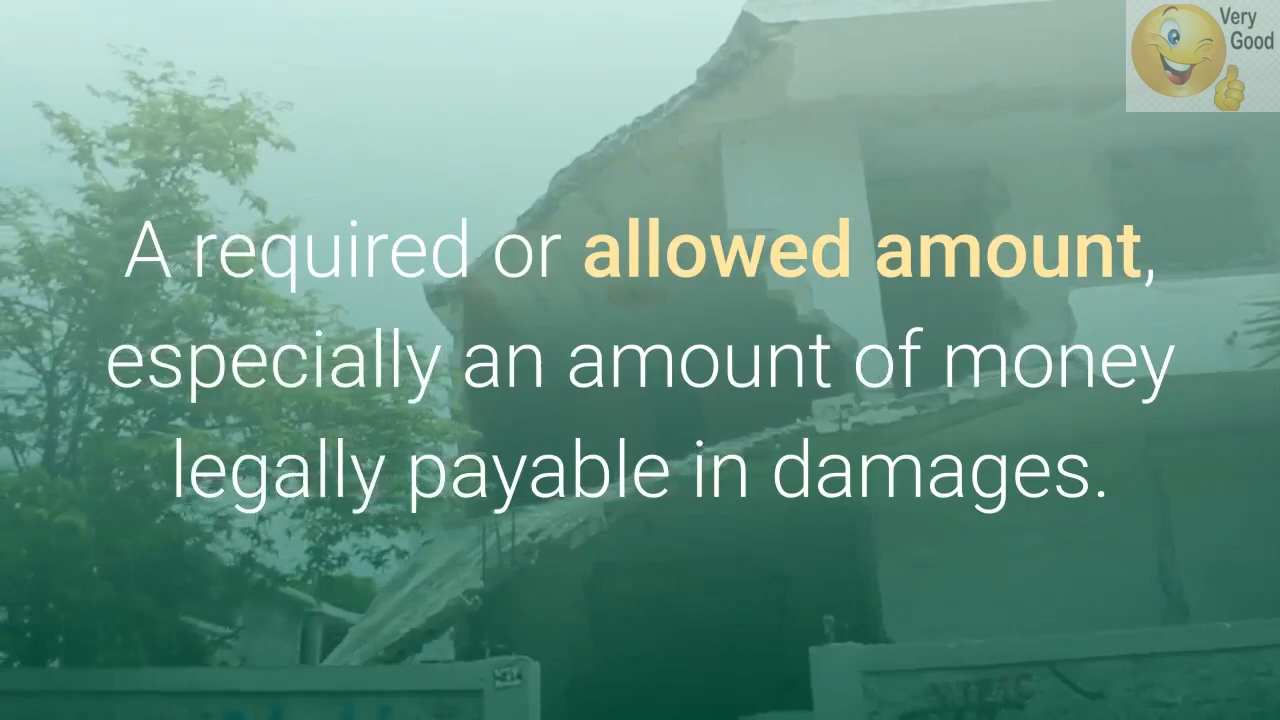 Very
Good
A required or allowed amount,
especially an amount of money
legally payable in damages.